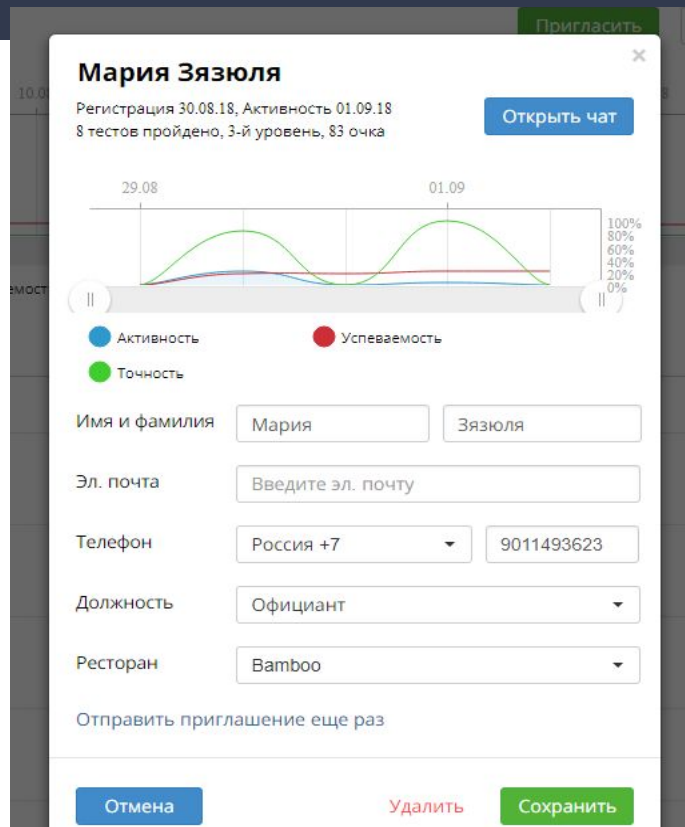 Пригласить
×
10.0
8
Мария Зязюля
Регистрация 30.08.18, Активность 01.09.18
8 тестов пройдено, 3-й уровень, 83 очка
Открыть чат
29.08 01.09
100%
80%
60%
40%
20%
0%
емост
Активность Успеваемость
Точность
Имя и фамилия Мария Зязюля
Эл. почта Введите эл. почту
Телефон Россия +7 9011493623
Должность Официант
Ресторан Bamboo
Отправить приглашение еще раз
Отмена Удалить Сохранить